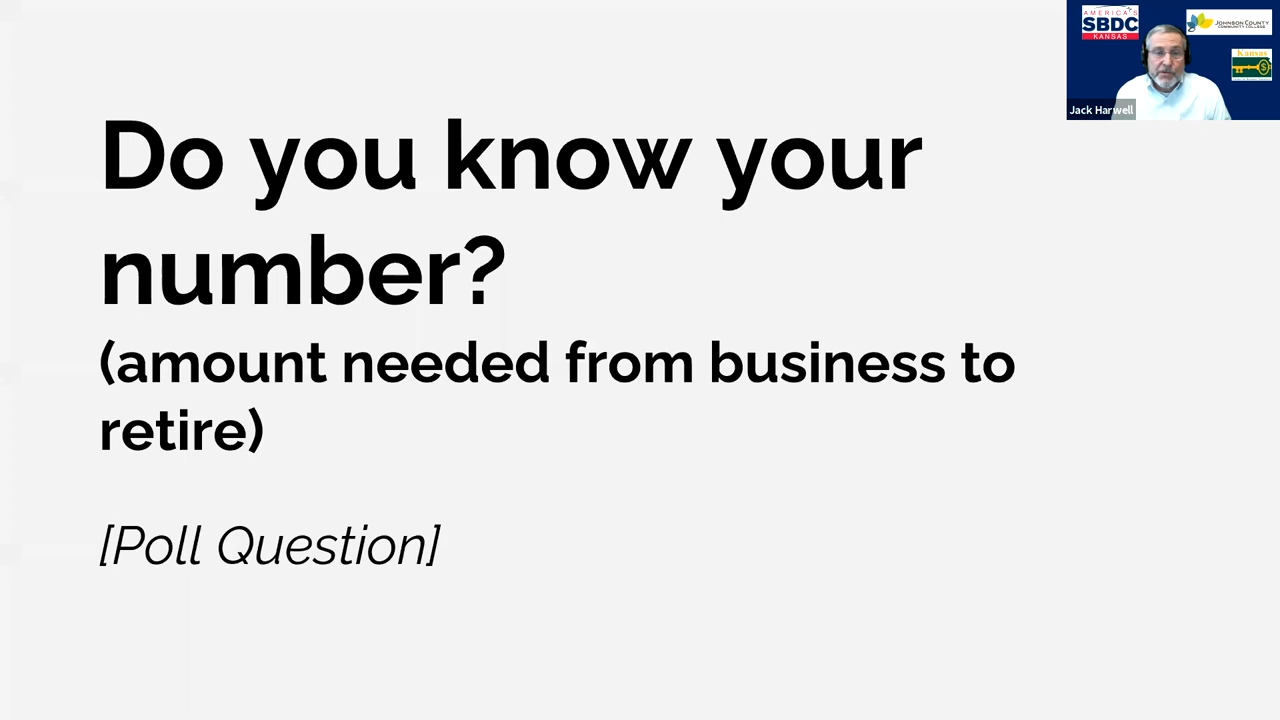 Do you know your
number?
(amount needed from business to
retire)
[Poll Question]
AMERICA'S
SBDC
KANSAS
JOHNSON COUNTY
COMMUNITY COLLEGE
Kansas
Jack Harwell